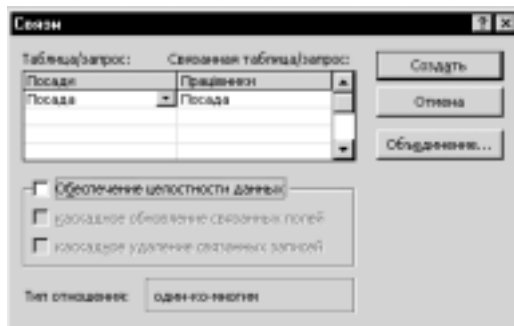 Связи
Таблица/запрос: Связанная таблица/запрос:
Посади Працівники
Посада Посада
Создать
Отмена
Объединение...
Обеспечение целостности данных
каскадное обновление связанных полей
каскадное удаление связанных записей
Тип отношения: один-ко-многим